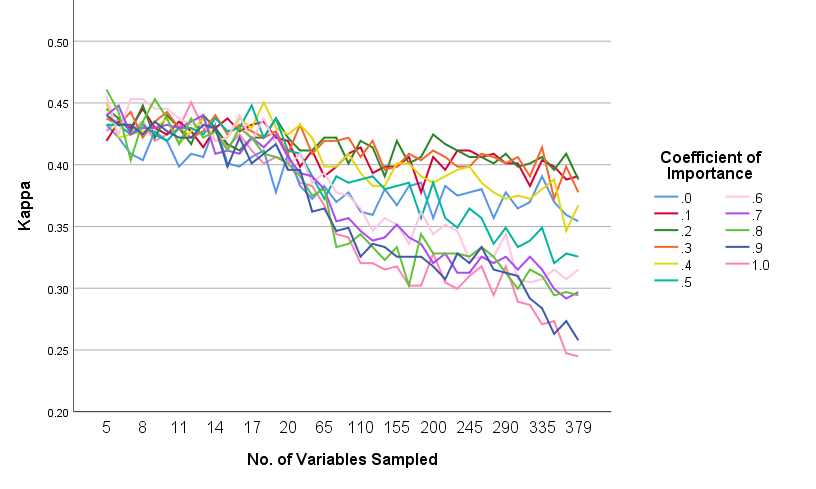 0.50
0.45
0.40
0.35
0.30
0.25
0.20
Kappa
5 8 11 14 17 20 65 110 155 200 245 290 335 379
No. of Variables Sampled
Coefficient of
Importance
.0 .6
.1 .7
.2 .8
.3 .9
.4 1.0
.5